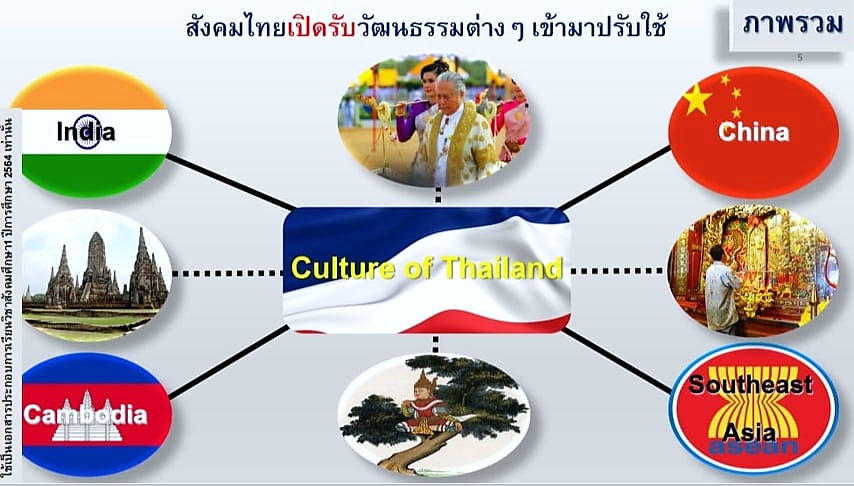 สังคมไทยเปิดรับวัฒนธรรมต่าง ๆ เข้ามาปรับใช้
ภาพรวม
5
India
China
Culture of Thailand
Cambodia
Southeast
Asia
asean
ใช้เป็นเอกสารประกอบการเรียนวิชาสังคมศึกษา1 ปีการศึกษา 2564 เท่านั้น